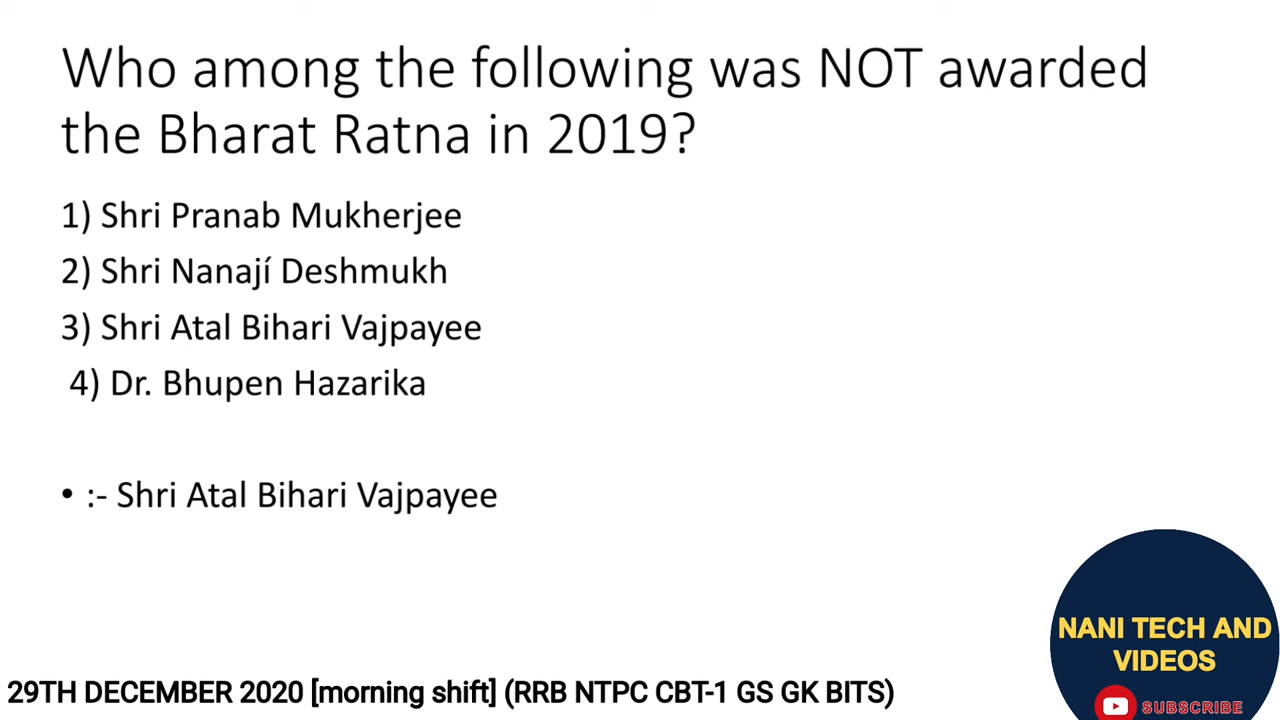 Who among the following was NOT awarded
the Bharat Ratna in 2019?
1) Shri Pranab Mukherjee
2) Shri Nanají Deshmukh
3) Shri Atal Bihari Vajpayee
4) Dr. Bhupen Hazarika
• :- Shri Atal Bihari Vajpayee
NANI TECH AND
VIDEOS
SUBSCRIBE
29TH DECEMBER 2020 [morning shift] (RRB NTPC CBT-1 GS GK BITS)